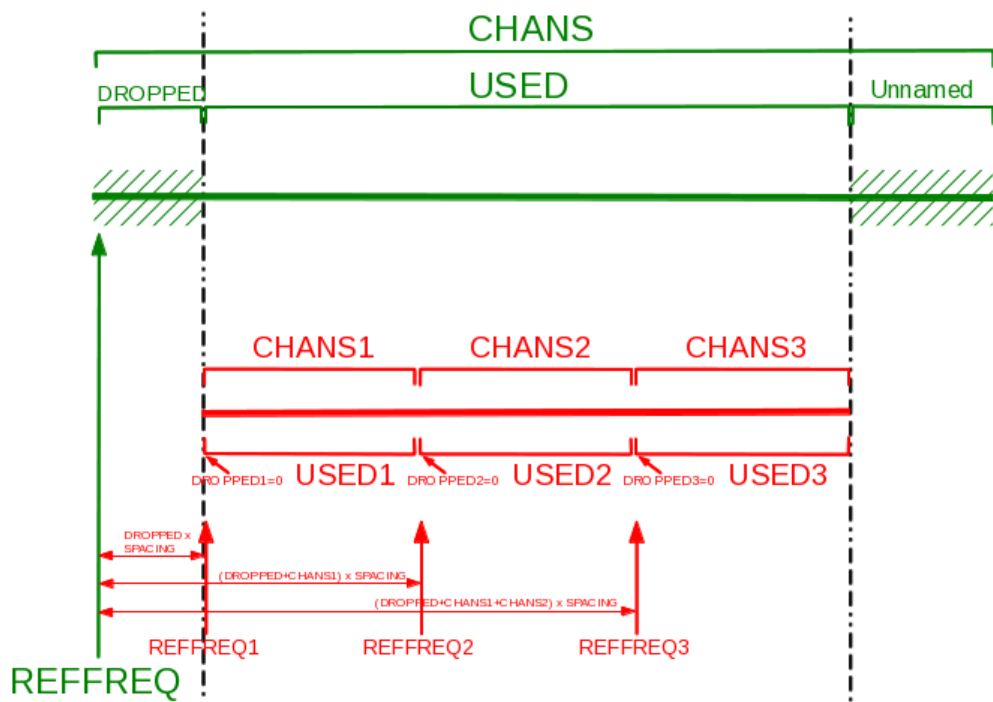 CHANS
DROPPED USED Unnamed
CHANS1 CHANS2 CHANS3
USED1 USED2 USED3
DROPPED1=0 DROPPED2=0 DROPPED3=0
DROPPED x
SPACING
(DROPPED+CHANS1) x SPACING
(DROPPED+CHANS1+CHANS2) x SPACING
REFFREQ1 REFFREQ2 REFFREQ3
REFFREQ